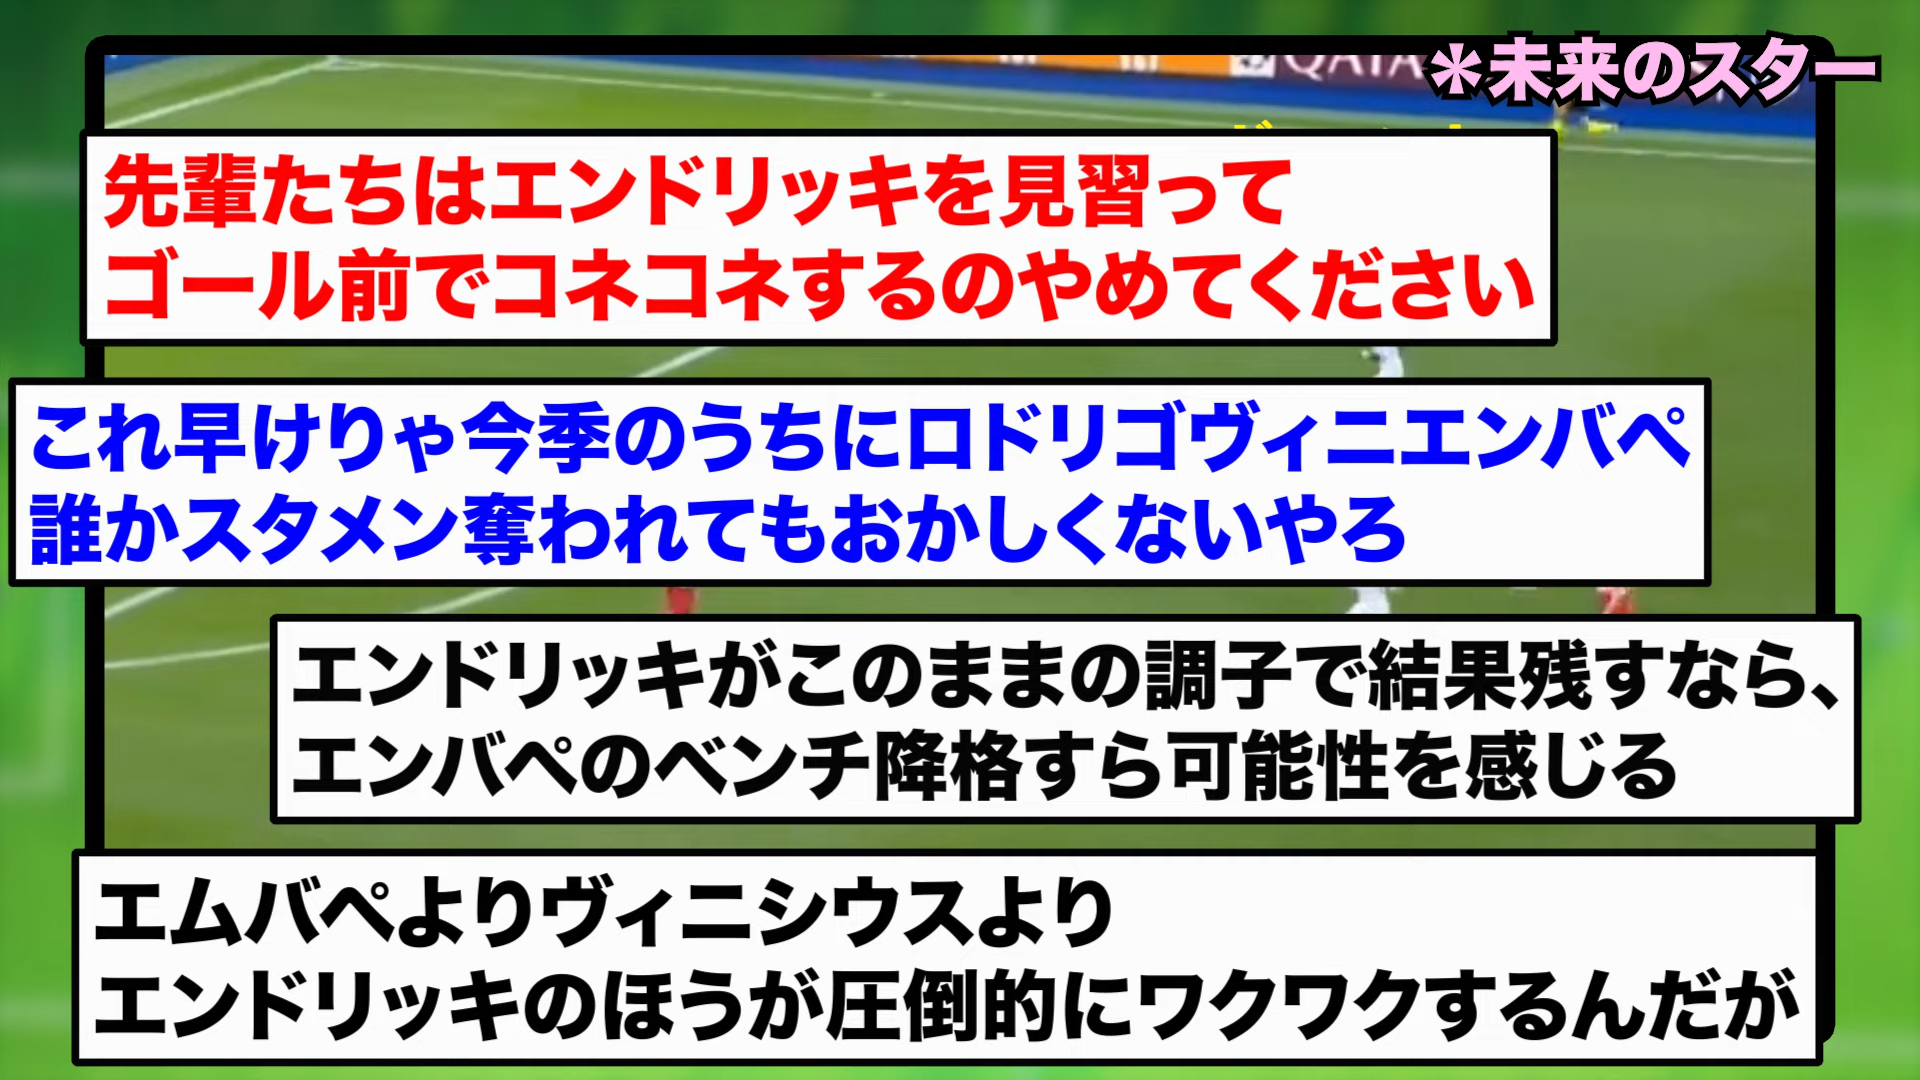 ＊未来のスター
QATA
先輩たちはエンドリッキを見習って
ゴール前でコネコネするのやめてください
これ早けりゃ今季のうちにロドリゴヴィニエンバペ
誰かスタメン奪われてもおかしくないやろ
エンドリッキがこのままの調子で結果残すなら、
エンバペのベンチ降格すら可能性を感じる
エムバペよりヴィニシウスより
エンドリッキのほうが圧倒的にワクワクするんだが